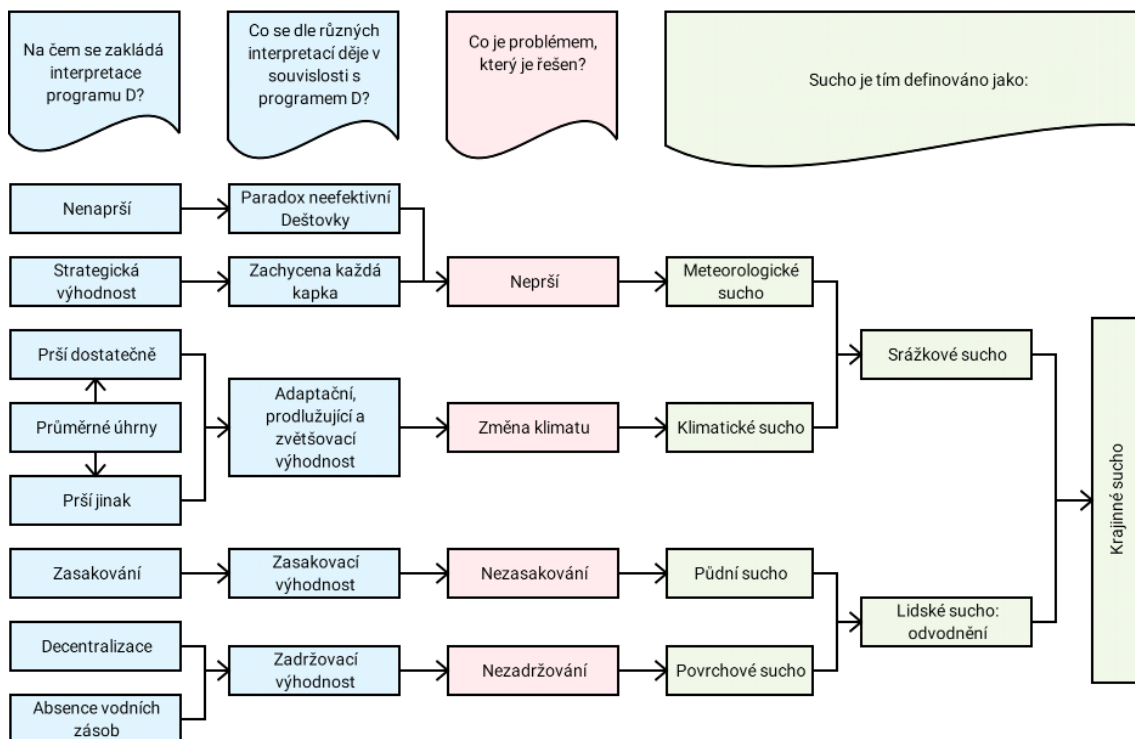 Na čem se zakládá
interpretace
programu D?
Co se dle různých
interpretací děje v
souvislosti s
programem D?
Co je problémem,
který je řešen?
Sucho je tím definováno jako:
Nenaprší
Paradox neefektivní
Deštovky
Strategická
výhodnost
Zachycena každá
kapka
Neprší
Meteorologické
sucho
Prší dostatečně
Průměrné úhrny
Prší jinak
Adaptační,
prodlužující a
zvětšovací
výhodnost
Změna klimatu
Klimatické sucho
Srážkové sucho
Zasakování
Zasakovací
výhodnost
Nezasakování
Půdní sucho
Decentralizace
Absence vodních
zásob
Zadržovací
výhodnost
Nezadržování
Povrchové sucho
Lidské sucho:
odvodnění
Krajinné sucho